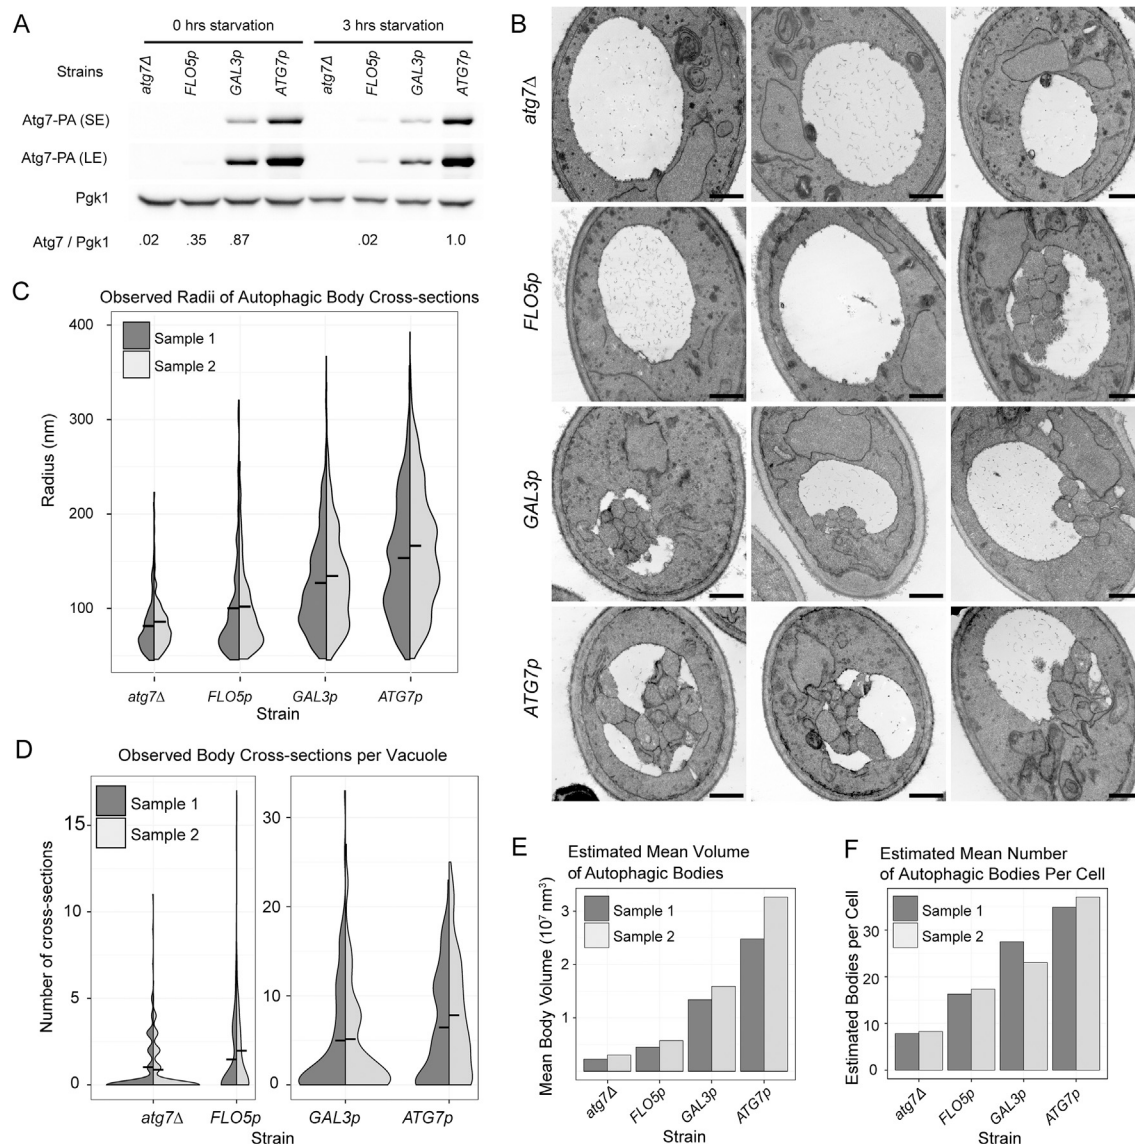 A
0 hrs starvation 3 hrs starvation
Strains atg7Δ FLO5p GAL3p ATG7p atg7Δ FLO5p GAL3p ATG7p
Atg7-PA (SE)
Atg7-PA (LE)
Pgk1
Atg7 / Pgk1 .02 .35 .87 .02 1.0
B
atg7Δ
FLO5p
GAL3p
ATG7p
C
Observed Radii of Autophagic Body Cross-sections
Sample 1
Sample 2
Radius (nm)
400
300
200
100
atg7Δ FLO5p GAL3p ATG7p
Strain
D
Observed Body Cross-sections per Vacuole
Sample 1
Sample 2
Number of cross-sections
15
10
5
0
30
20
10
0
atg7Δ FLO5p GAL3p ATG7p
Strain
E
Estimated Mean Volume
of Autophagic Bodies
Sample 1
Sample 2
Mean Body Volume (10⁷ nm³)
3
2
1
atg7Δ FLO5p GAL3p ATG7p
Strain
F
Estimated Mean Number
of Autophagic Bodies Per Cell
Sample 1
Sample 2
Estimated Bodies per Cell
30
20
10
0
atg7Δ FLO5p GAL3p ATG7p
Strain